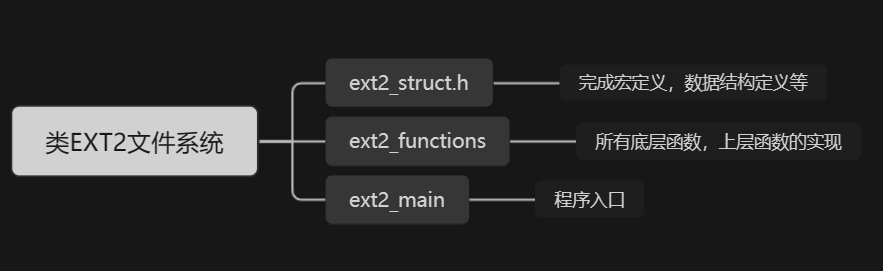 类EXT2文件系统
ext2_struct.h
完成宏定义，数据结构定义等
ext2_functions
所有底层函数，上层函数的实现
ext2_main
程序入口